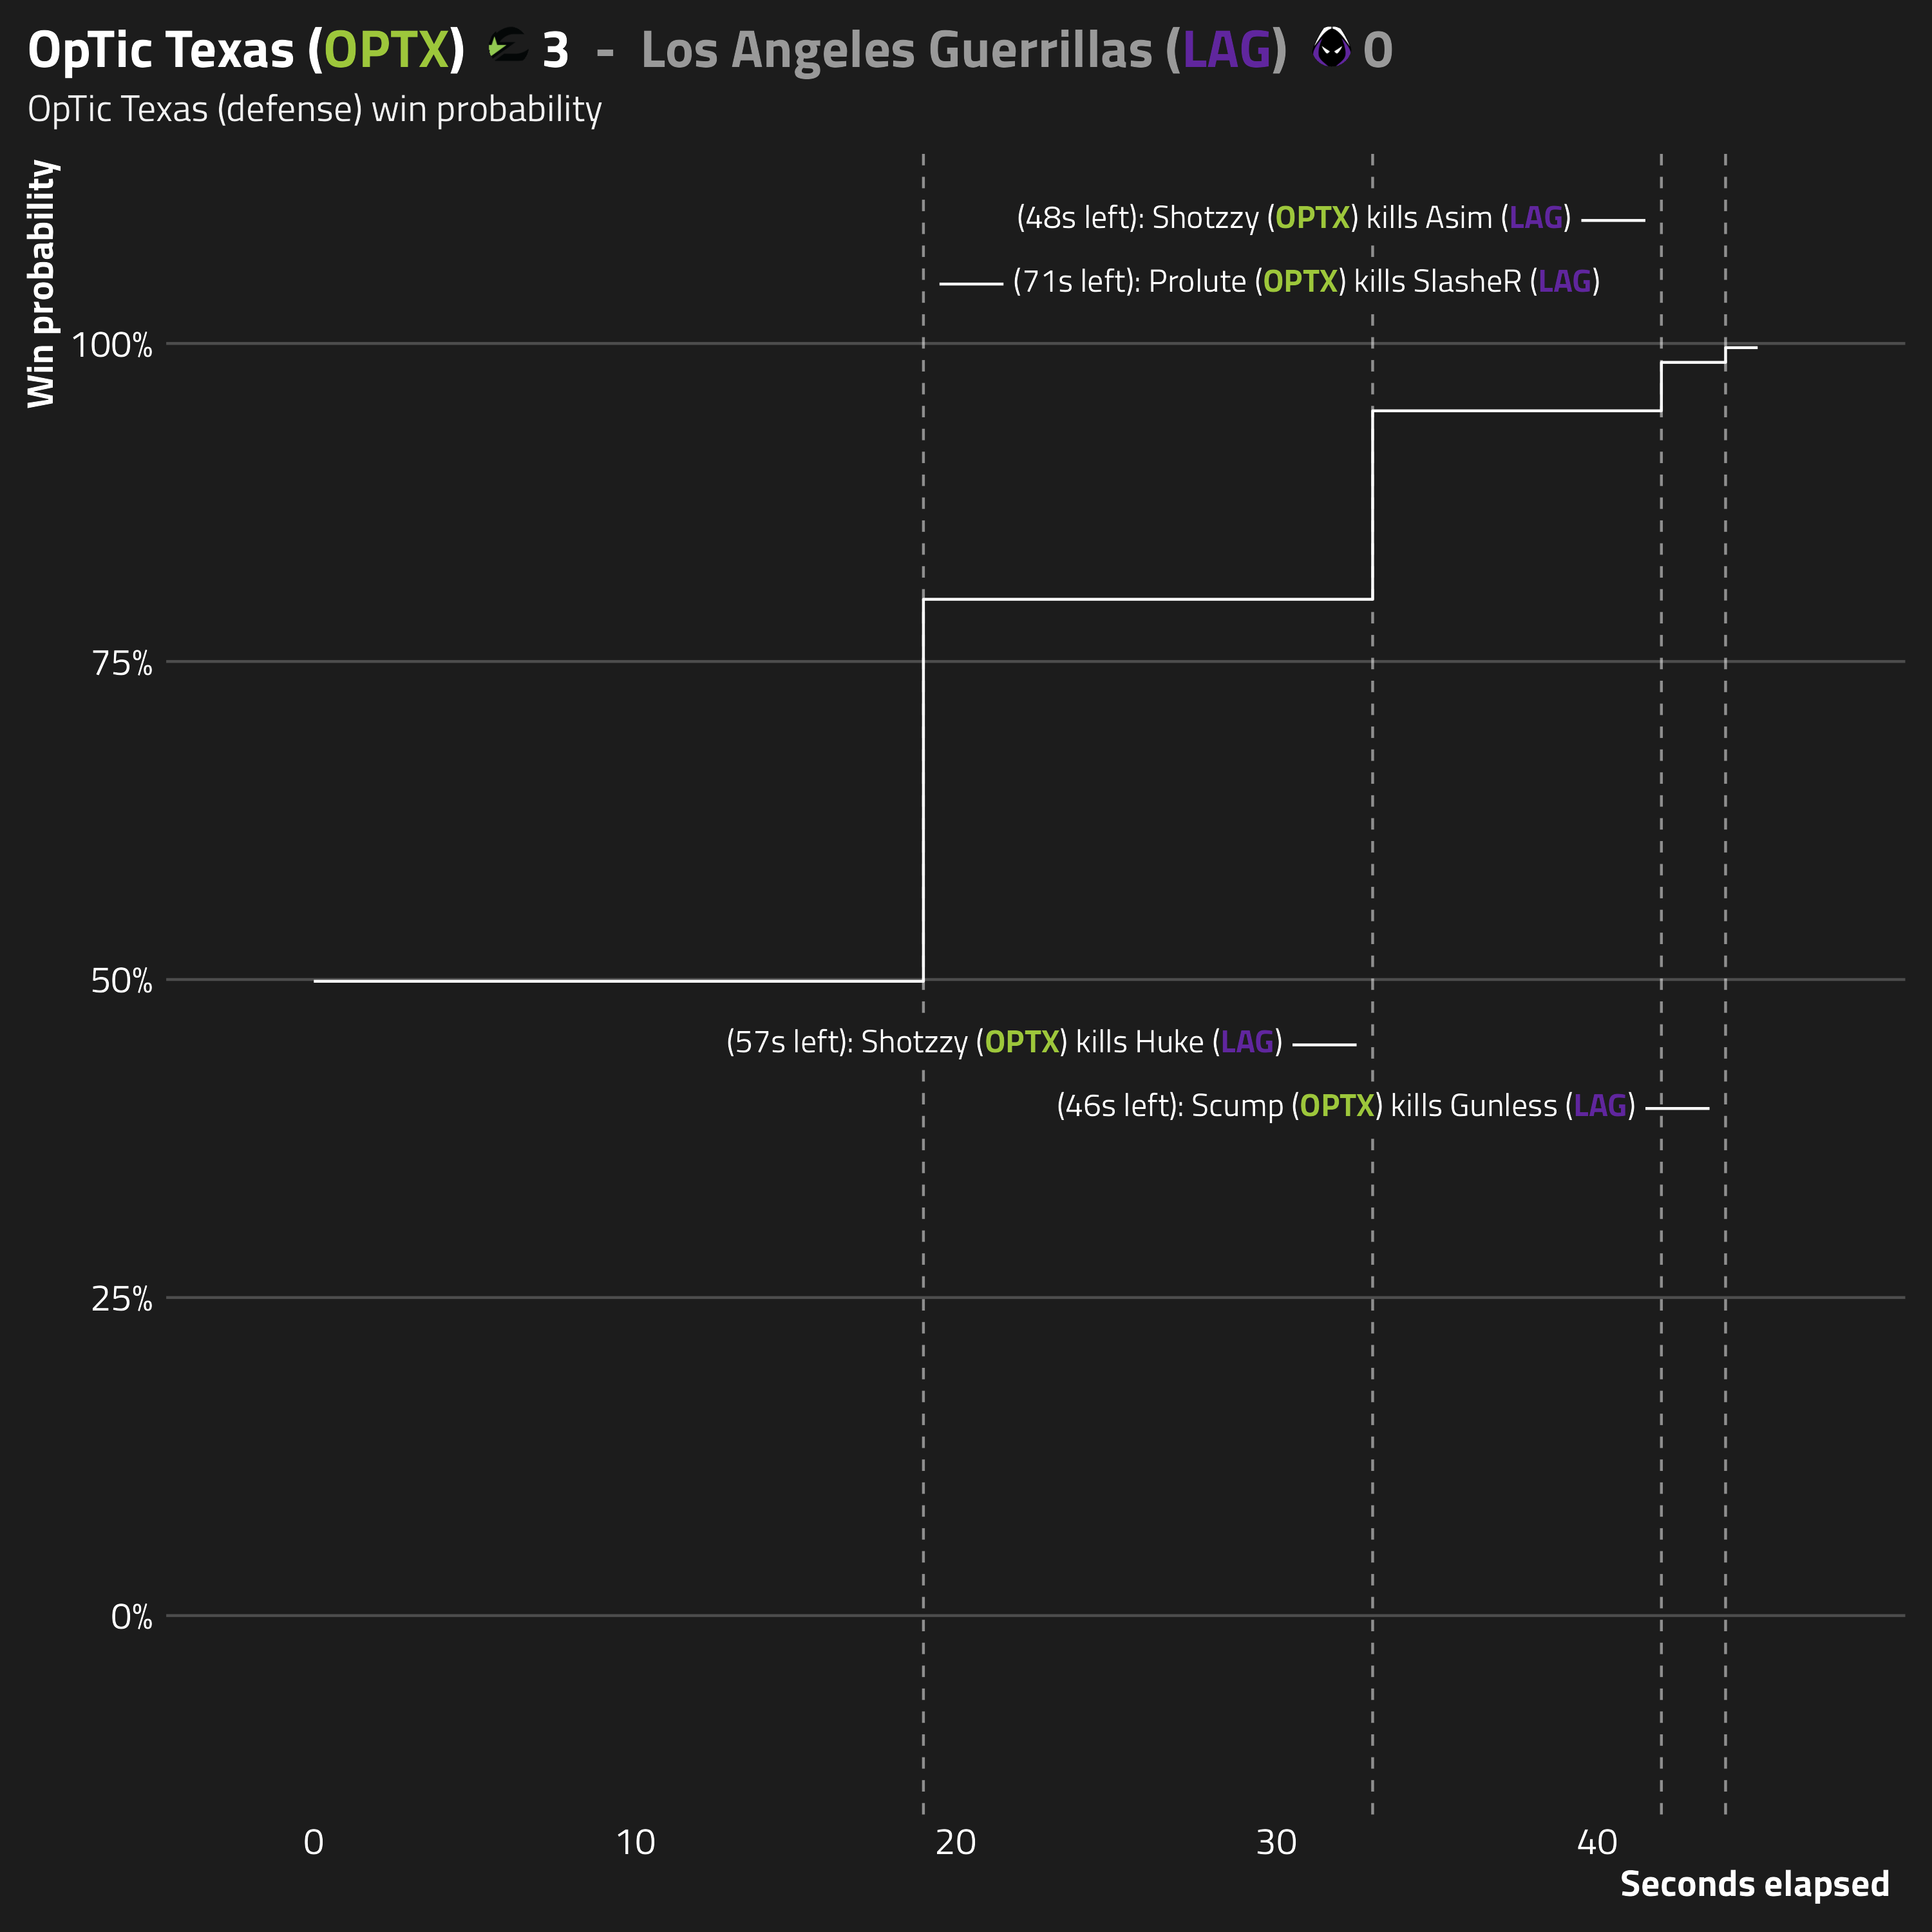 OpTic Texas (OPTX) 3 - Los Angeles Guerrillas (LAG) 0
OpTic Texas (defense) win probability
Win probability
(48s left): Shotzzy (OPTX) kills Asim (LAG)
(71s left): Prolute (OPTX) kills SlasheR (LAG)
100%
75%
50%
(57s left): Shotzzy (OPTX) kills Huke (LAG)
(46s left): Scump (OPTX) kills Gunless (LAG)
25%
0%
0 10 20 30 40
Seconds elapsed